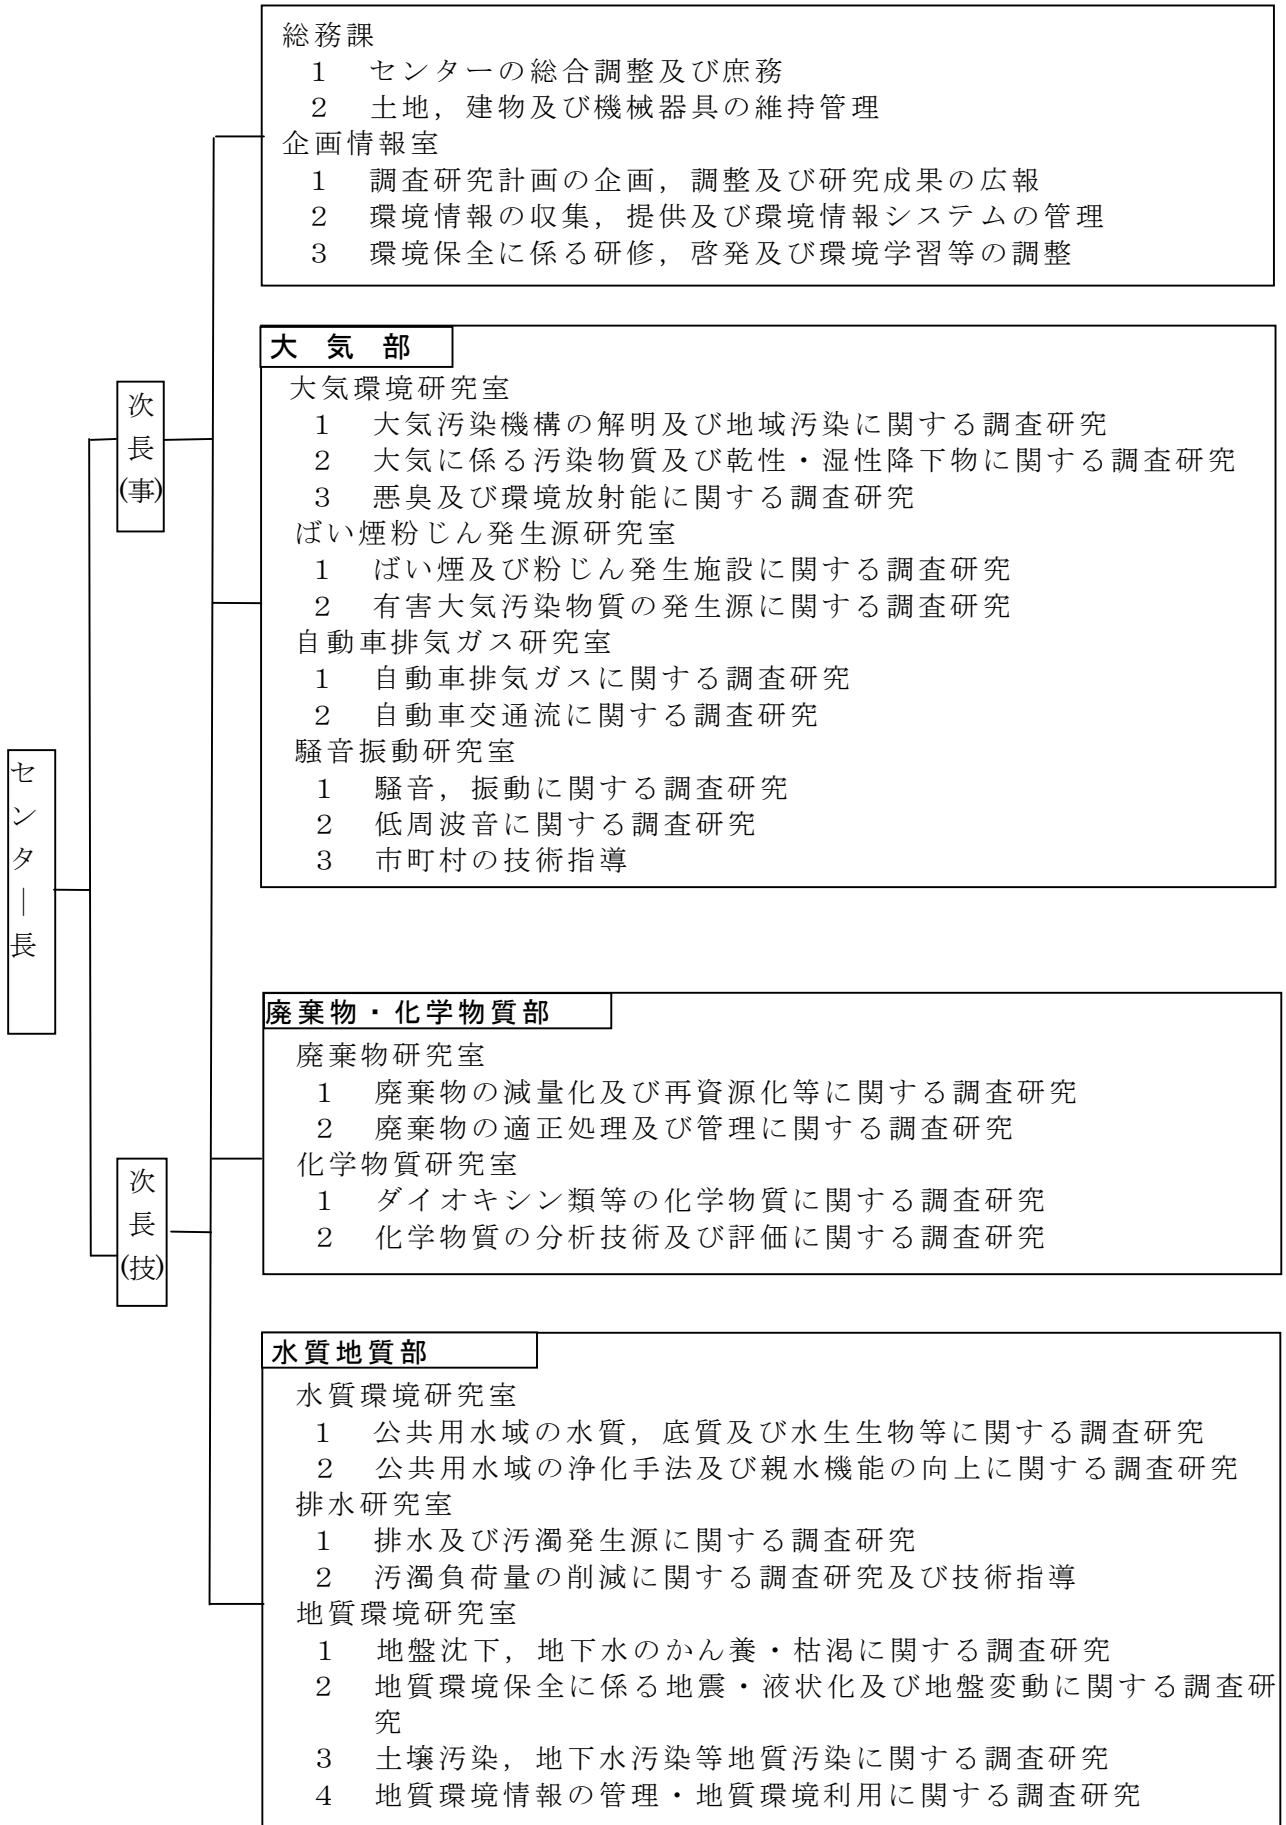 総務課
1 センターの総合調整及び庶務
2 土地，建物及び機械器具の維持管理
企画情報室
1 調査研究計画の企画，調整及び研究成果の広報
2 環境情報の収集，提供及び環境情報システムの管理
3 環境保全に係る研修，啓発及び環境学習等の調整
大気部
大気環境研究室
1 大気汚染機構の解明及び地域汚染に関する調査研究
2 大気に係る汚染物質及び乾性・湿性降下物に関する調査研究
3 悪臭及び環境放射能に関する調査研究
ばい煙粉じん発生源研究室
1 ばい煙及び粉じん発生施設に関する調査研究
2 有害大気汚染物質の発生源に関する調査研究
自動車排気ガス研究室
1 自動車排気ガスに関する調査研究
2 自動車交通流に関する調査研究
騒音振動研究室
1 騒音，振動に関する調査研究
2 低周波音に関する調査研究
3 市町村の技術指導
次長(事)
センター長
次長(技)
廃棄物・化学物質部
廃棄物研究室
1 廃棄物の減量化及び再資源化等に関する調査研究
2 廃棄物の適正処理及び管理に関する調査研究
化学物質研究室
1 ダイオキシン類等の化学物質に関する調査研究
2 化学物質の分析技術及び評価に関する調査研究
水質地質部
水質環境研究室
1 公共用水域の水質，底質及び水生生物等に関する調査研究
2 公共用水域の浄化手法及び親水機能の向上に関する調査研究
排水研究室
1 排水及び汚濁発生源に関する調査研究
2 汚濁負荷量の削減に関する調査研究及び技術指導
地質環境研究室
1 地盤沈下，地下水のかん養・枯渇に関する調査研究
2 地質環境保全に係る地震・液状化及び地盤変動に関する調査研
究
3 土壌汚染，地下水汚染等地質汚染に関する調査研究
4 地質環境情報の管理・地質環境利用に関する調査研究